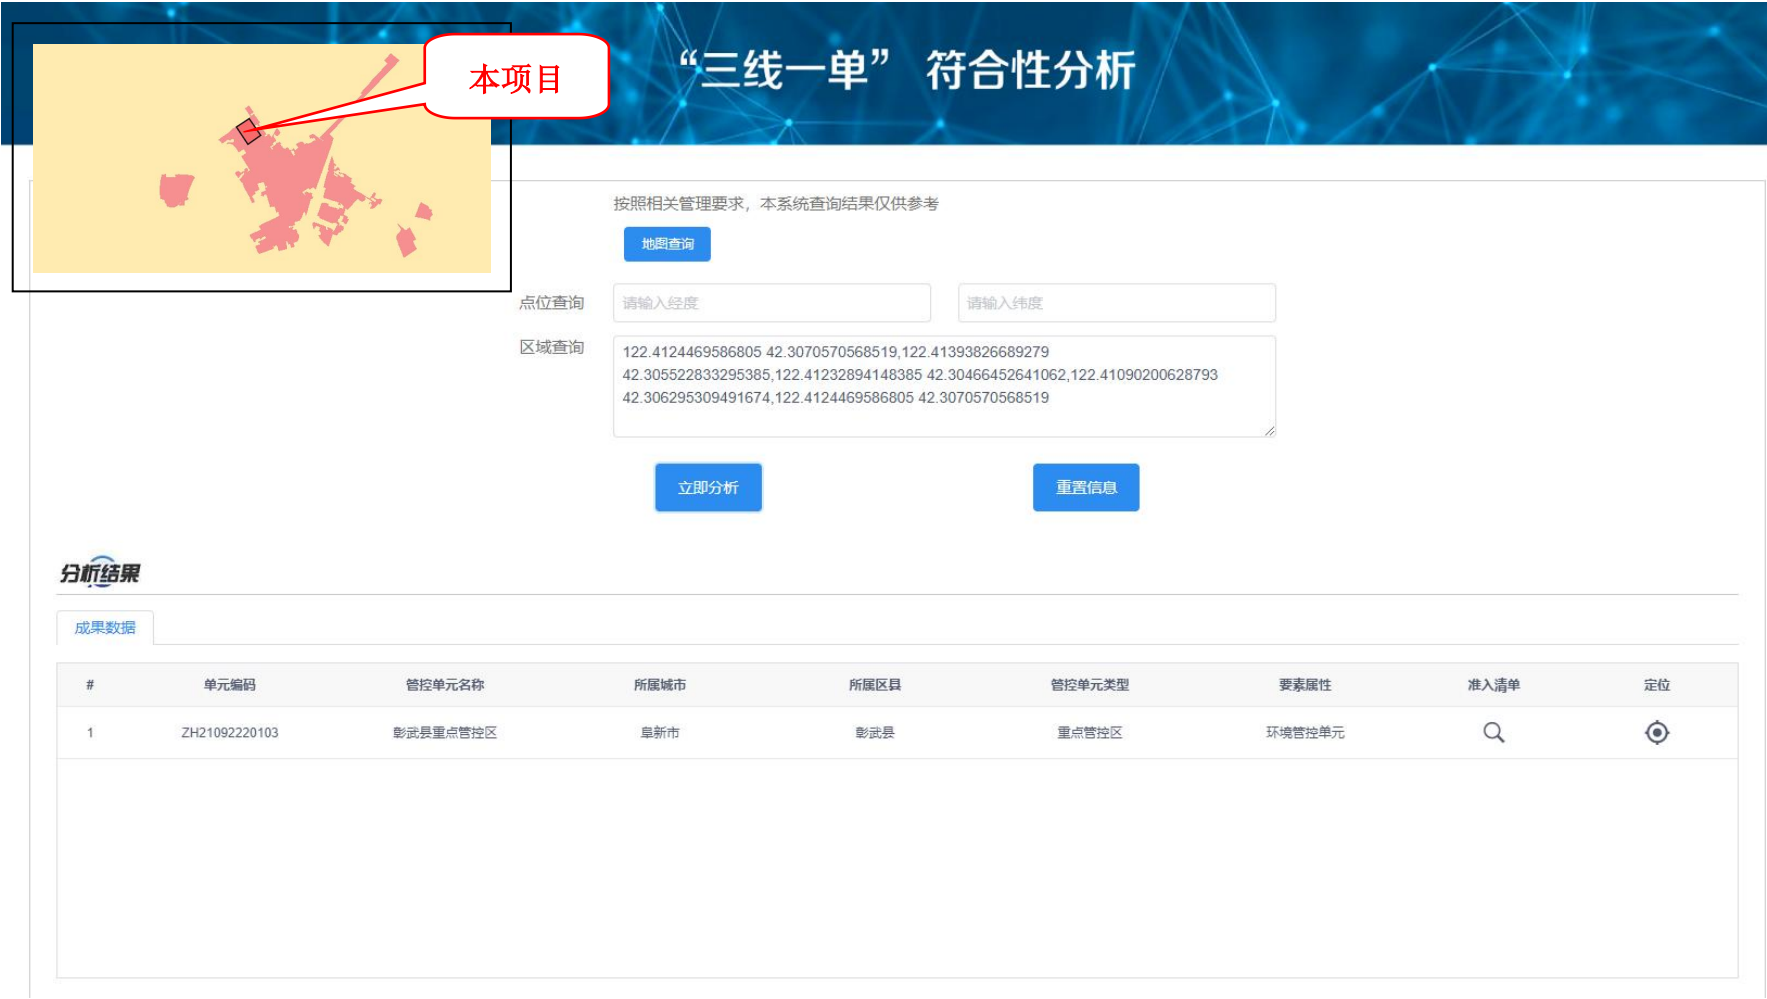 本项目
“三线一单” 符合性分析
按照相关管理要求，本系统查询结果仅供参考
地图查询
点位查询 请输入经度 请输入纬度
区域查询
122.4124469586805 42.3070570568519,122.41393826689279
42.305522833295385,122.41232894148385 42.30466452641062,122.41090200628793
42.306295309491674,122.4124469586805 42.3070570568519
立即分析 重置信息
分析结果
成果数据
# 单元编码 管控单元名称 所属城市 所属区县 管控单元类型 要素属性 准入清单 定位
1 ZH21092220103 彰武县重点管控区 阜新市 彰武县 重点管控区 环境管控单元